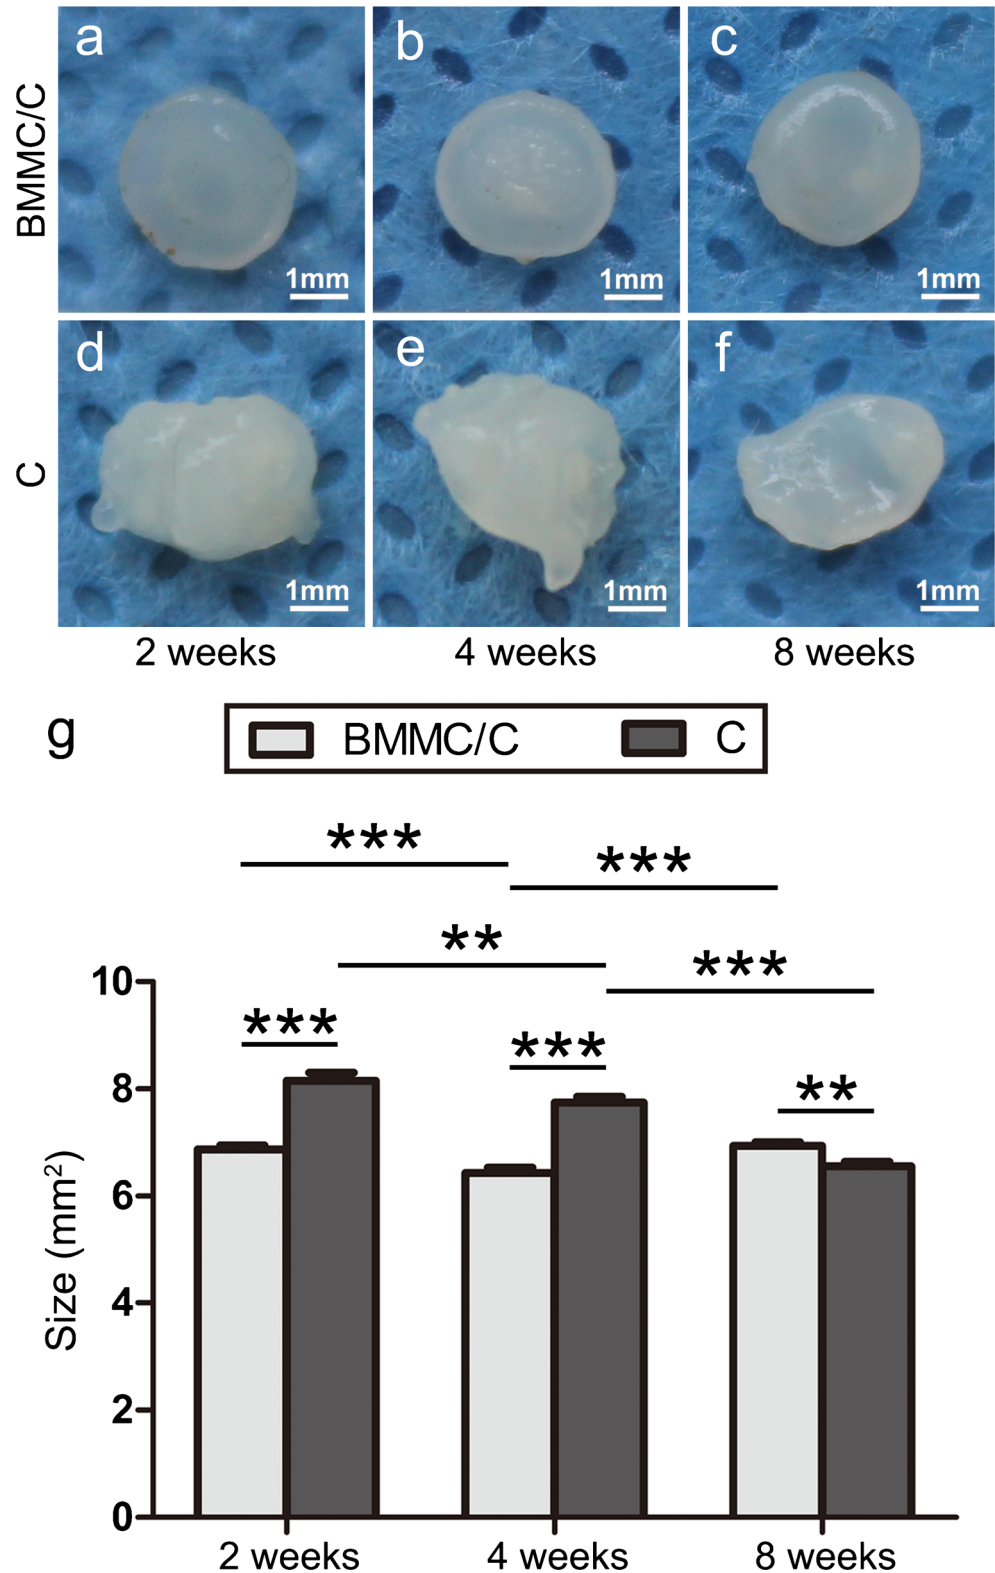 BMMC/C
a
b
c
1mm
1mm
1mm
C
d
e
f
1mm
1mm
1mm
2 weeks
4 weeks
8 weeks
g
BMMC/C
C
***
***
**
***
***
***
**
Size (mm²)
10
8
6
4
2
0
2 weeks
4 weeks
8 weeks